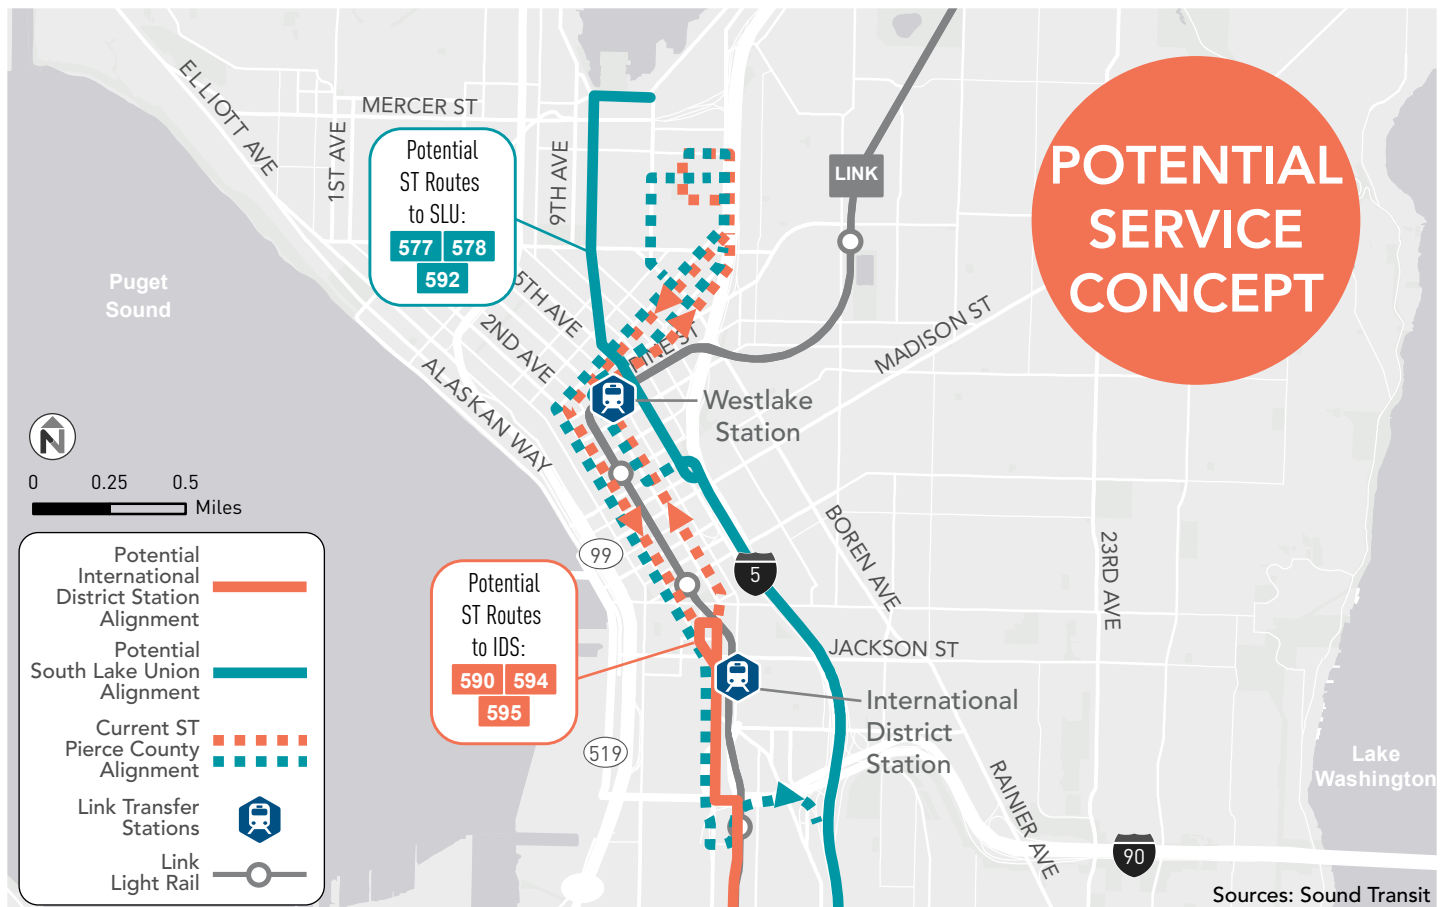 POTENTIAL
SERVICE
CONCEPT
ELLIOTT AVE
MERCER ST
1ST AVE
9TH AVE
Potential
ST Routes
to SLU:
577 578
592
LINK
Puget
Sound
5TH AVE
2ND AVE
PINE ST
MADISON ST
ALASKAN WAY
Westlake
Station
N
0 0.25 0.5
Miles
99
5
BOREN AVE
23RD AVE
Potential
ST Routes
to IDS:
590 594
595
JACKSON ST
International
District
Station
519
RAINIER AVE
90
Lake
Washington
Potential
International
District Station
Alignment
Potential
South Lake Union
Alignment
Current ST
Pierce County
Alignment
Link Transfer
Stations
Link
Light Rail
Sources: Sound Transit